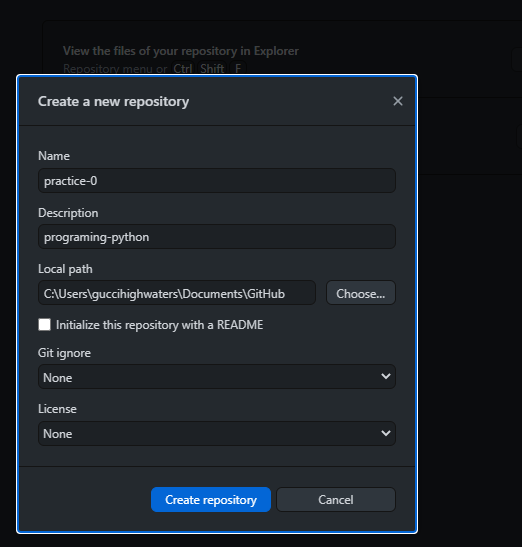 View the files of your repository in Explorer
Repository menu or Ctrl Shift F
Create a new repository
Name
practice-0
Description
programing-python
Local path
C:\Users\guccihighwaters\Documents\GitHub
Choose...
Initialize this repository with a README
Git ignore
None
License
None
Create repository
Cancel